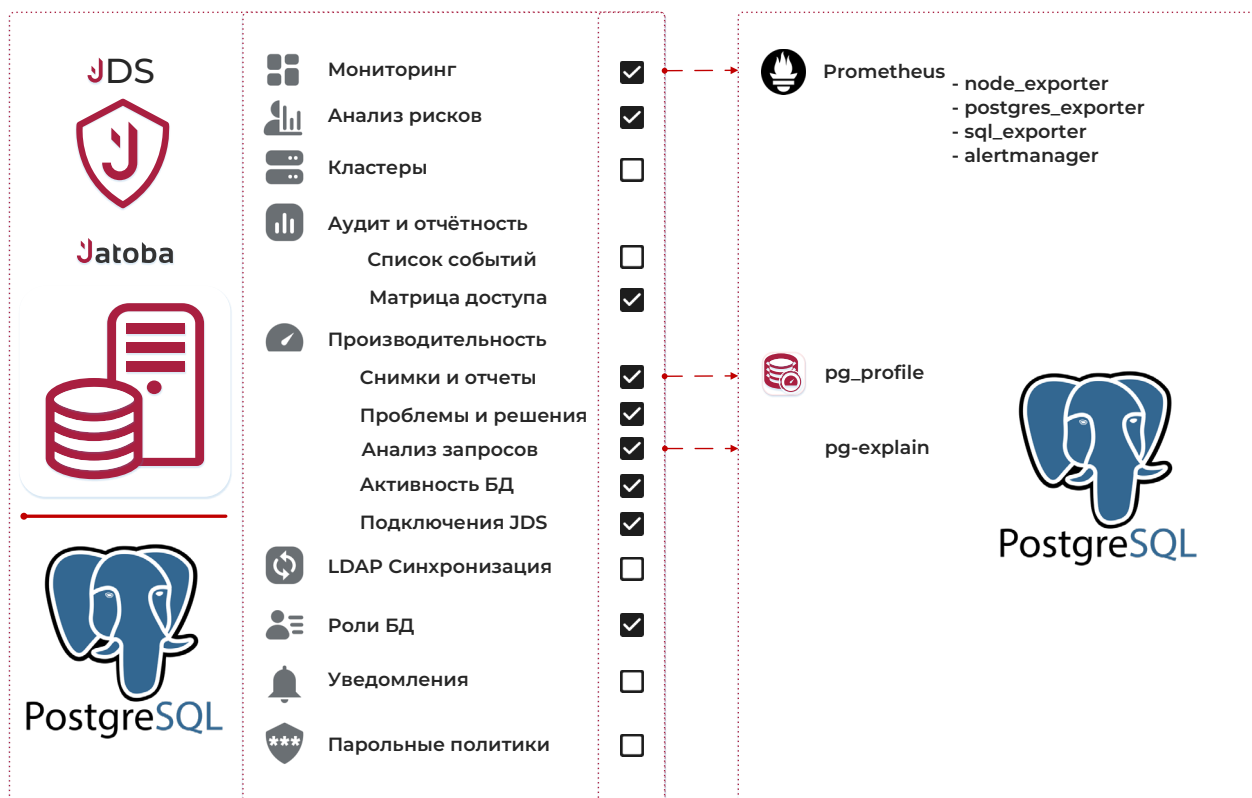 JDS
Jatoba
PostgreSQL
Мониторинг
Анализ рисков
Кластеры
Аудит и отчётность
Список событий
Матрица доступа
Производительность
Снимки и отчеты
Проблемы и решения
Анализ запросов
Активность БД
Подключения JDS
LDAP Синхронизация
Роли БД
Уведомления
***
Парольные политики
Prometheus
- node_exporter
- postgres_exporter
- sql_exporter
- alertmanager
pg_profile
pg-explain
PostgreSQL